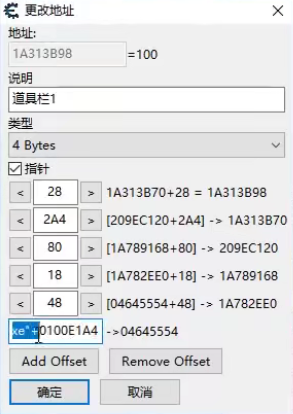 更改地址
地址:
1A313B98 =100
说明
道具栏1
类型
4 Bytes
指针
< 28 > 1A313B70+28 = 1A313B98
< 2A4 > [209EC120+2A4] -> 1A313B70
< 80 > [1A789168+80] -> 209EC120
< 18 > [1A782EE0+18] -> 1A789168
< 48 > [04645554+48] -> 1A782EE0
xe"+0100E1A4 ->04645554
Add Offset Remove Offset
确定 取消